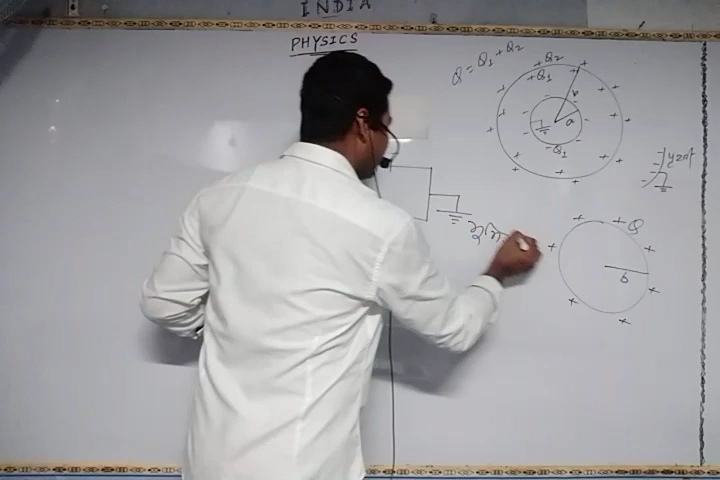 INDIA
PHYSICS
Q = Q1 + Q2
+Q2
+Q1
b
a
-Q1
+Q
b